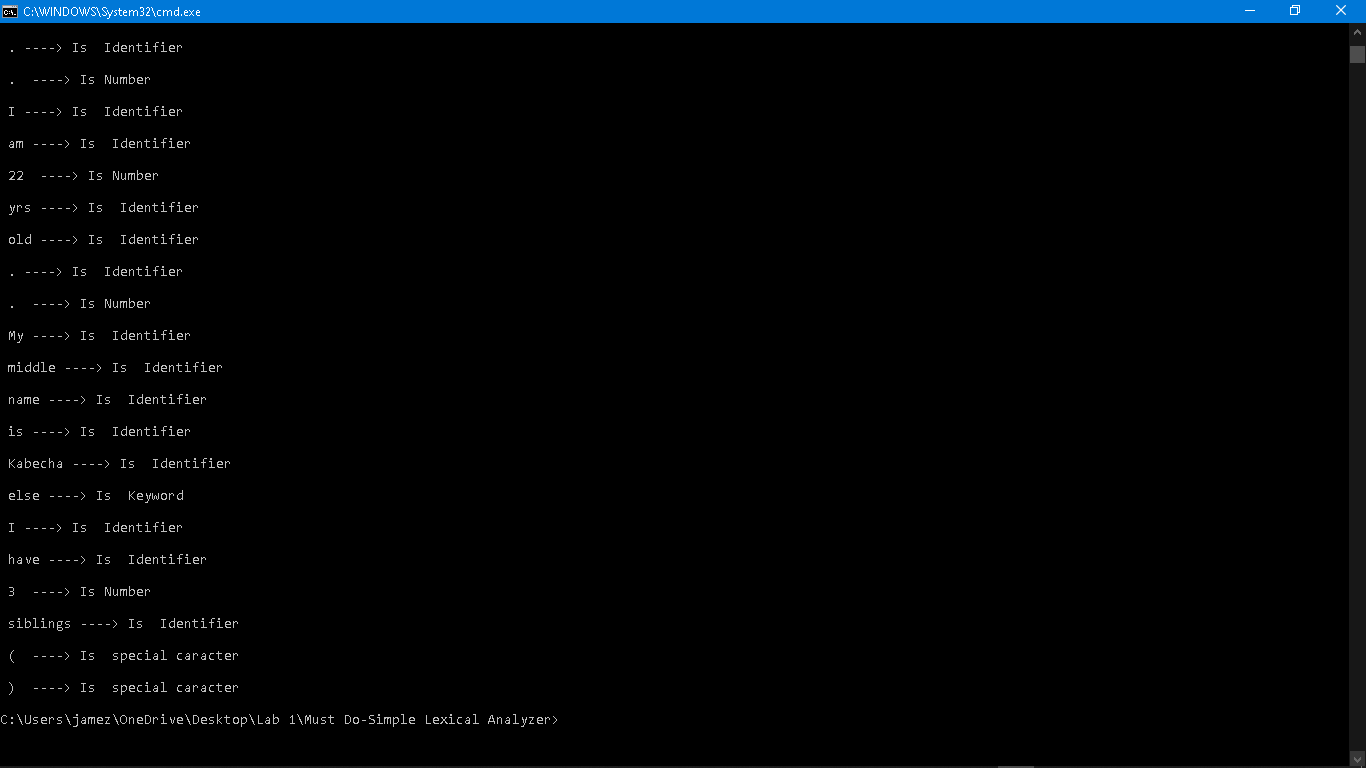 C:\WINDOWS\System32\cmd.exe
. ----> Is  Identifier
.  ----> Is Number
I ----> Is  Identifier
am ----> Is  Identifier
22  ----> Is Number
yrs ----> Is  Identifier
old ----> Is  Identifier
. ----> Is  Identifier
.  ----> Is Number
My ----> Is  Identifier
middle ----> Is  Identifier
name ----> Is  Identifier
is ----> Is  Identifier
Kabecha ----> Is  Identifier
else ----> Is  Keyword
I ----> Is  Identifier
have ----> Is  Identifier
3  ----> Is Number
siblings ----> Is  Identifier
(  ----> Is  special caracter
)  ----> Is  special caracter
C:\Users\jamez\OneDrive\Desktop\Lab 1\Must Do-Simple Lexical Analyzer>